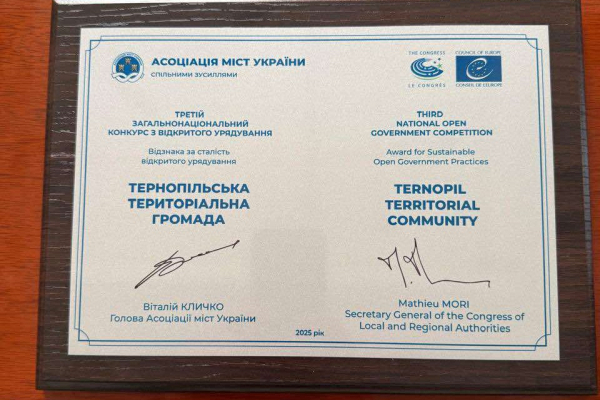 АСОЦІАЦІЯ МІСТ УКРАЇНИ
СПІЛЬНИМИ ЗУСИЛЛЯМИ
THE CONGRESS
LE CONGRÈS
COUNCIL OF EUROPE
CONSEIL DE L'EUROPE
ТРЕТІЙ
ЗАГАЛЬНОНАЦІОНАЛЬНИЙ
КОНКУРС З ВІДКРИТОГО УРЯДУВАННЯ
Відзнака за сталість
відкритого урядування
ТЕРНОПІЛЬСЬКА
ТЕРИТОРІАЛЬНА
ГРОМАДА
Віталій КЛИЧКО
Голова Асоціації міст України
THIRD
NATIONAL OPEN
GOVERNMENT COMPETITION
Award for Sustainable
Open Government Practices
TERNOPIL
TERRITORIAL
COMMUNITY
Mathieu MORI
Secretary General of the Congress of
Local and Regional Authorities
2025 рік